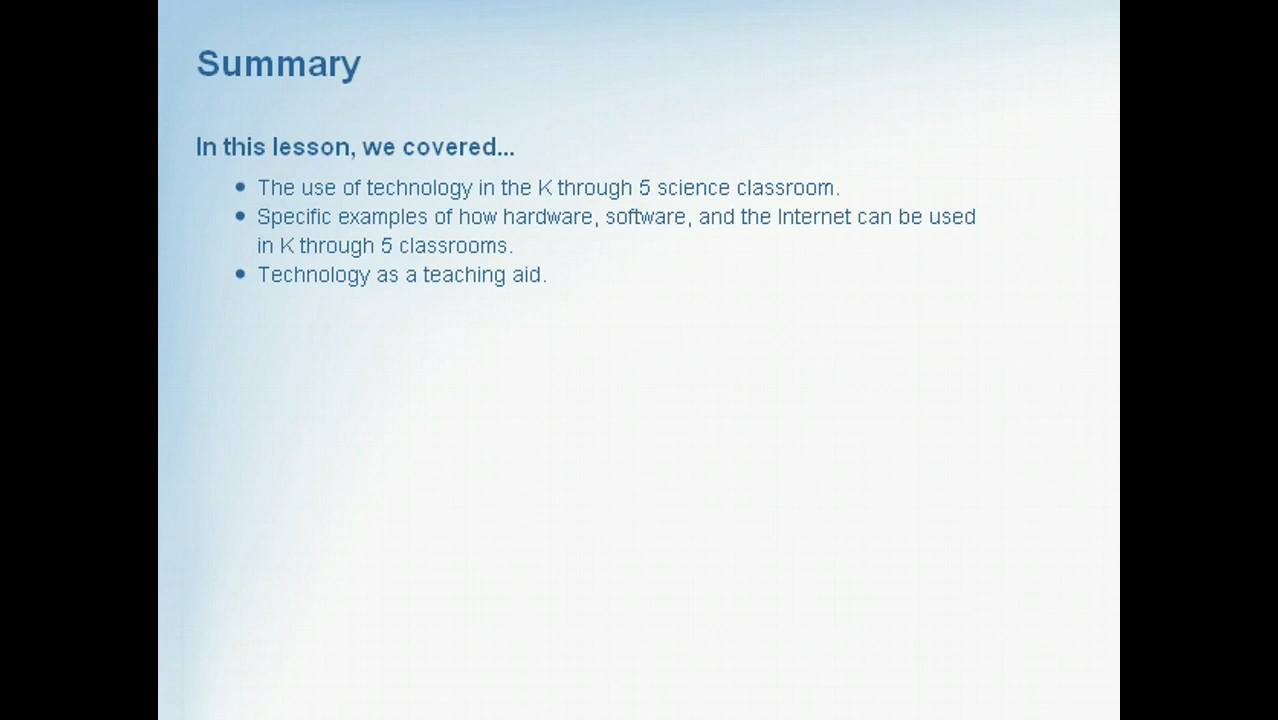 Summary
In this lesson, we covered...
• The use of technology in the K through 5 science classroom.
• Specific examples of how hardware, software, and the Internet can be used
in K through 5 classrooms.
• Technology as a teaching aid.